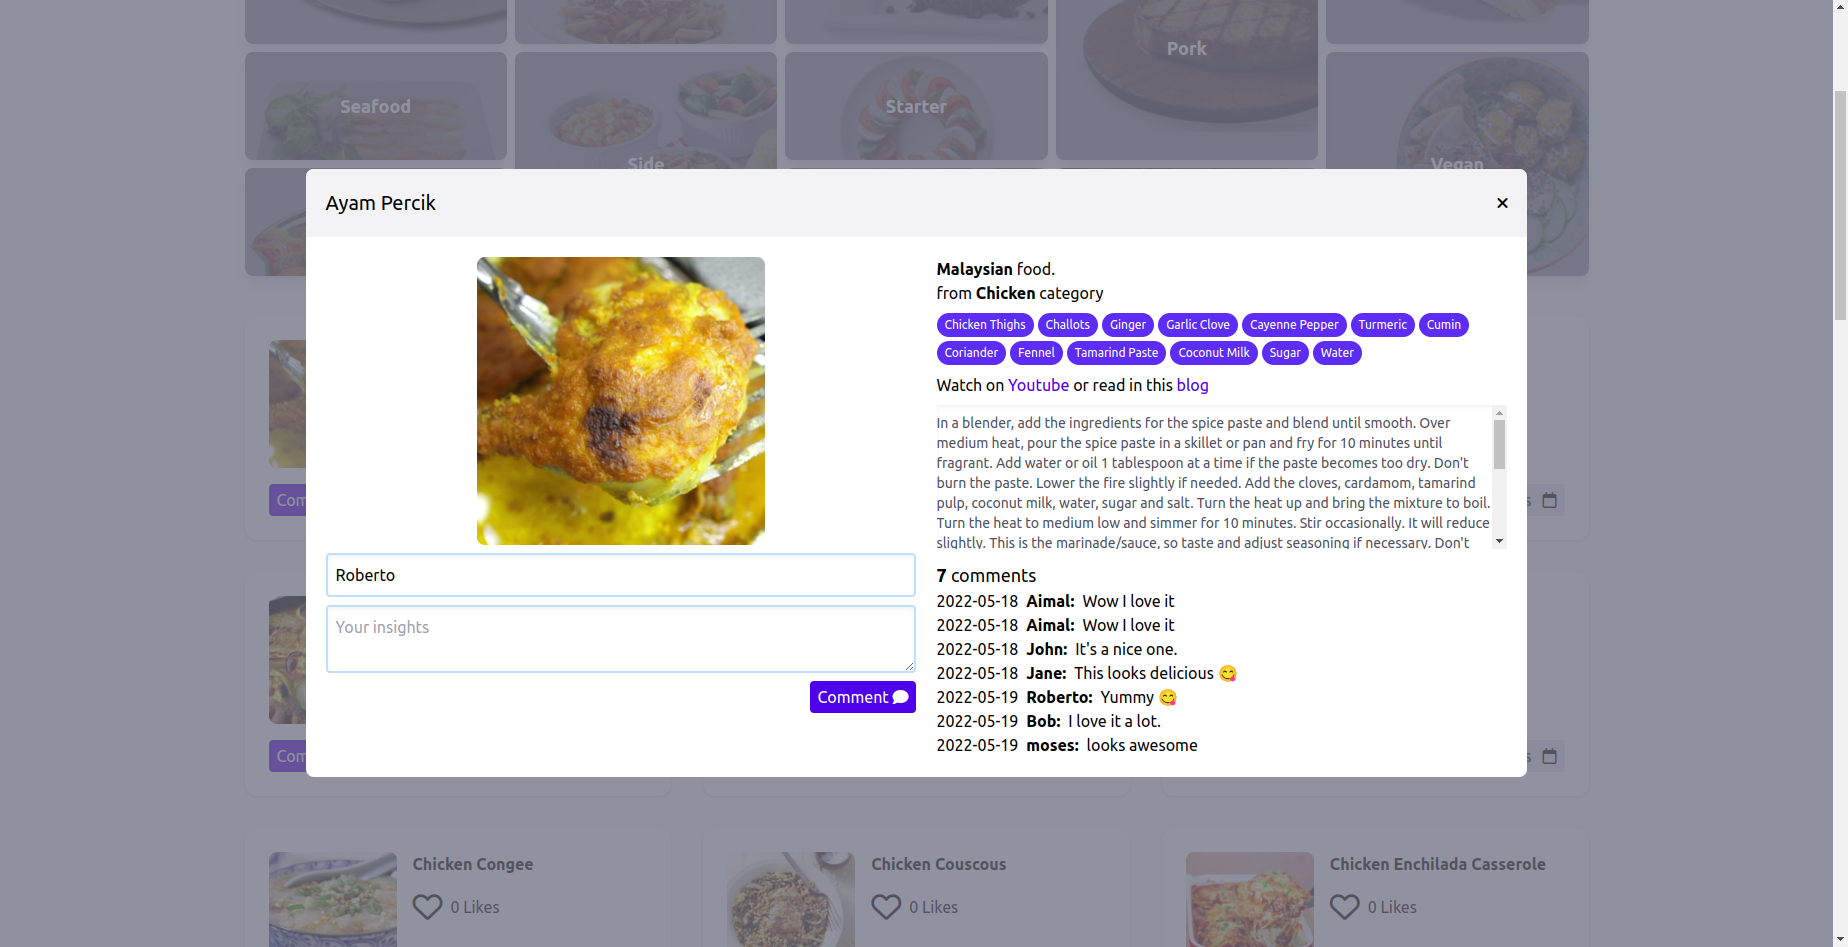 Pork
Seafood
Starter
Side
Vegan
Ayam Percik
Malaysian food.
from Chicken category
Chicken Thighs Challots Ginger Garlic Clove Cayenne Pepper Turmeric Cumin
Coriander Fennel Tamarind Paste Coconut Milk Sugar Water
Watch on Youtube or read in this blog
In a blender, add the ingredients for the spice paste and blend until smooth. Over
medium heat, pour the spice paste in a skillet or pan and fry for 10 minutes until
fragrant. Add water or oil 1 tablespoon at a time if the paste becomes too dry. Don't
burn the paste. Lower the fire slightly if needed. Add the cloves, cardamom, tamarind
pulp, coconut milk, water, sugar and salt. Turn the heat up and bring the mixture to boil.
Turn the heat to medium low and simmer for 10 minutes. Stir occasionally. It will reduce
slightly. This is the marinade/sauce, so taste and adjust seasoning if necessary. Don't
Roberto
Your insights
Comment
7 comments
2022-05-18 Aimal: Wow I love it
2022-05-18 Aimal: Wow I love it
2022-05-18 John: It's a nice one.
2022-05-18 Jane: This looks delicious 😋
2022-05-19 Roberto: Yummy 😋
2022-05-19 Bob: I love it a lot.
2022-05-19 moses: looks awesome
Com
s
Com
s
Chicken Congee
0 Likes
Chicken Couscous
0 Likes
Chicken Enchilada Casserole
0 Likes